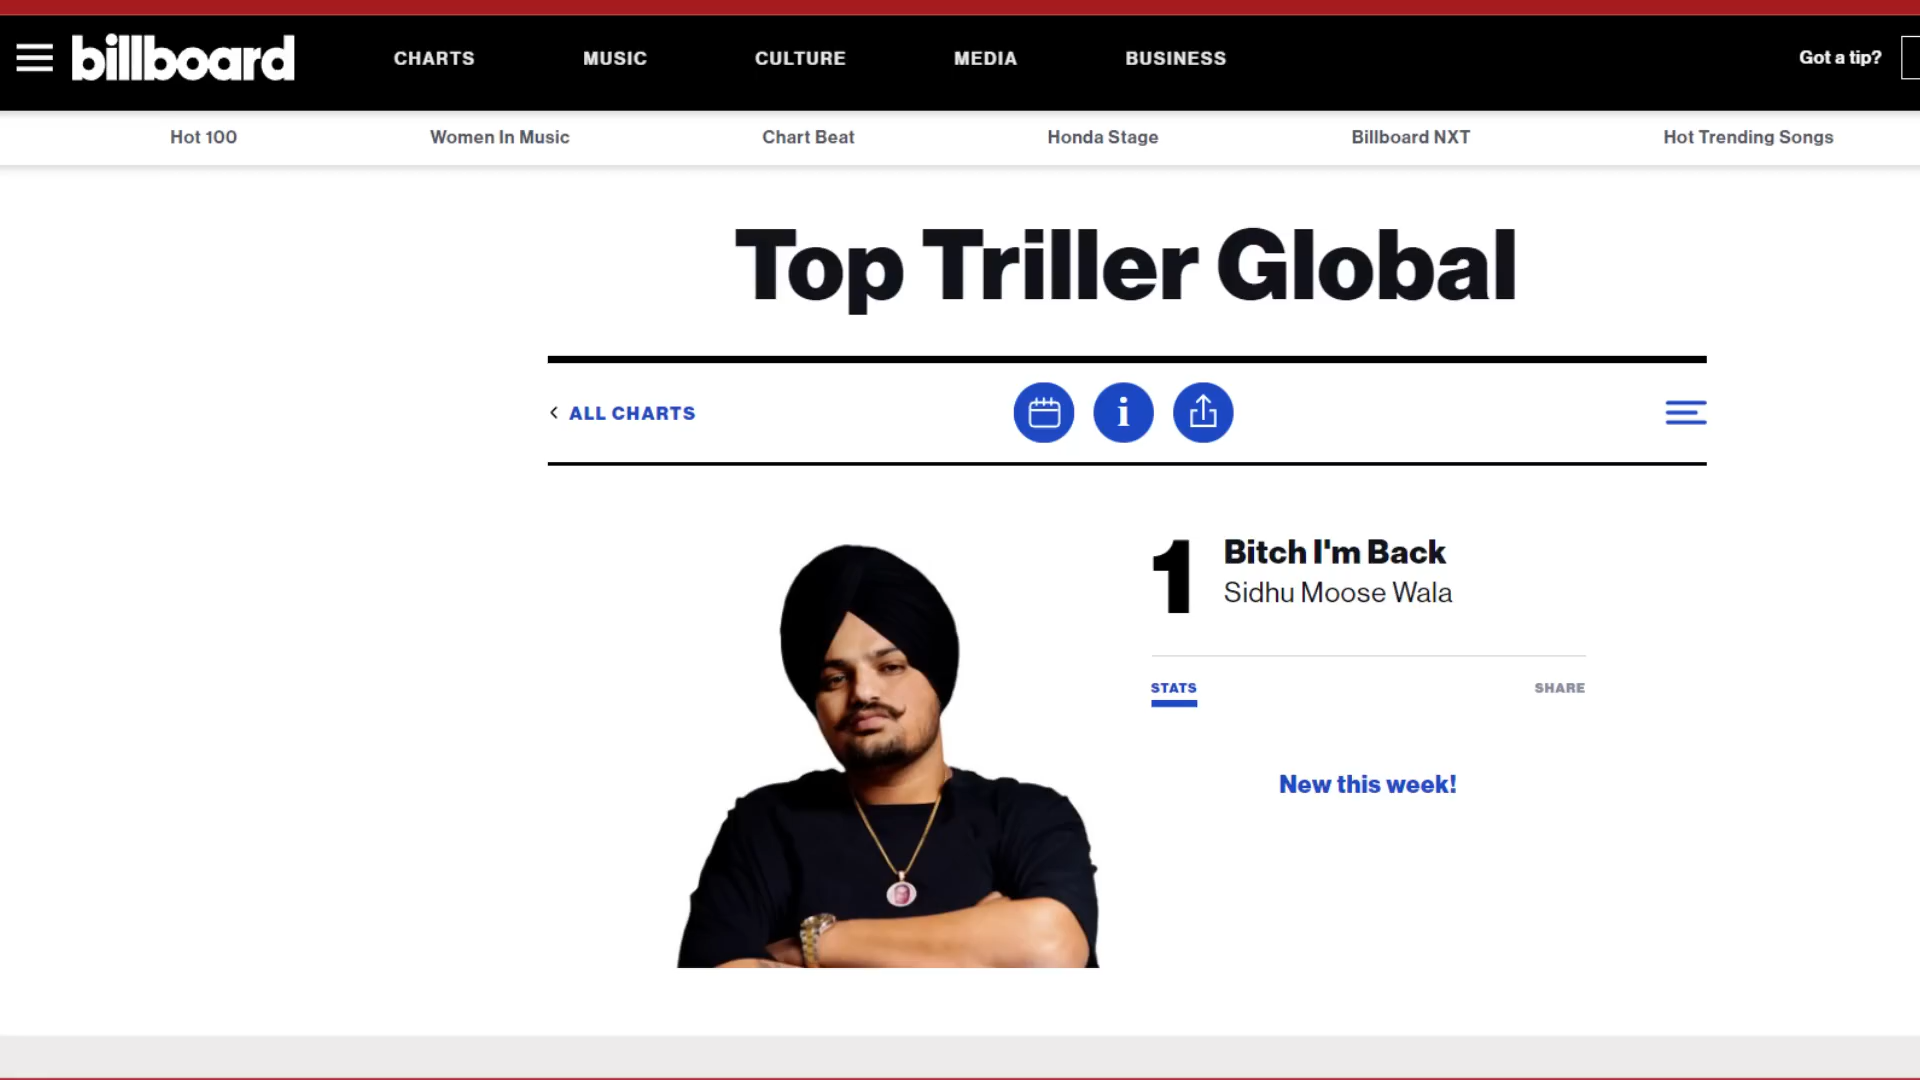 billboard
CHARTS MUSIC CULTURE MEDIA BUSINESS Got a tip?
Hot 100 Women In Music Chart Beat Honda Stage Billboard NXT Hot Trending Songs
Top Triller Global
ALL CHARTS
1 Bitch I'm Back
Sidhu Moose Wala
STATS SHARE
New this week!